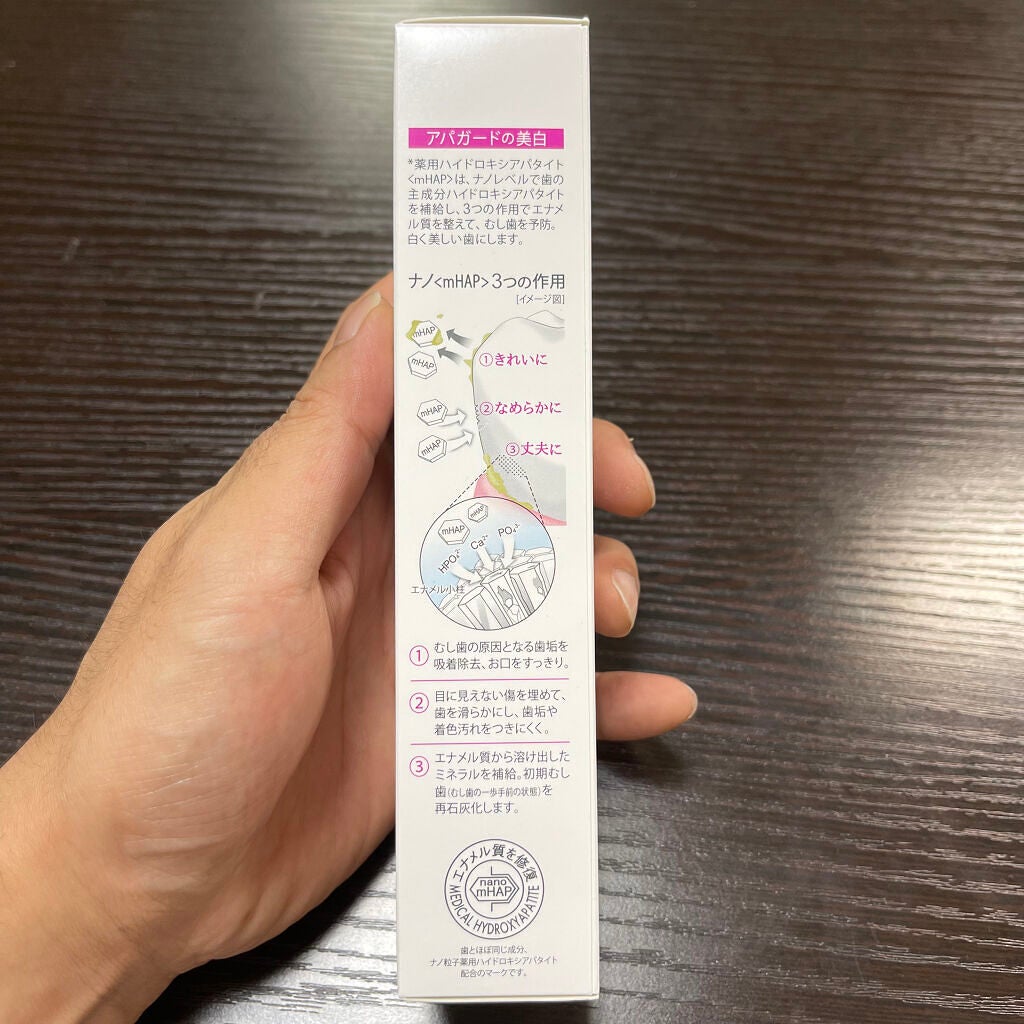 アパガードの美白
*薬用ハイドロキシアパタイト
<mHAP>は、ナノレベルで歯の
主成分ハイドロキシアパタイト
を補給し、3つの作用でエナメ
ル質を整えて、むし歯を予防。
白く美しい歯にします。
ナノ<mHAP>3つの作用
[イメージ図]
mHAP
mHAP
①きれいに
mHAP
②なめらかに
mHAP
③丈夫に
mHAP
mHAP
HPO₄²⁻ Ca²⁺ PO₄³⁻
エナメル小柱
① むし歯の原因となる歯垢を
吸着除去、お口をすっきり。
② 目に見えない傷を埋めて、
歯を滑らかにし、歯垢や
着色汚れをつきにくく。
③ エナメル質から溶け出した
ミネラルを補給。初期むし
歯(むし歯の一歩手前の状態)を
再石灰化します。
エナメル質を修復
nano
mHAP
MEDICAL HYDROXYAPATITE
歯とほぼ同じ成分、
ナノ粒子薬用ハイドロキシアパタイト
配合のマークです。